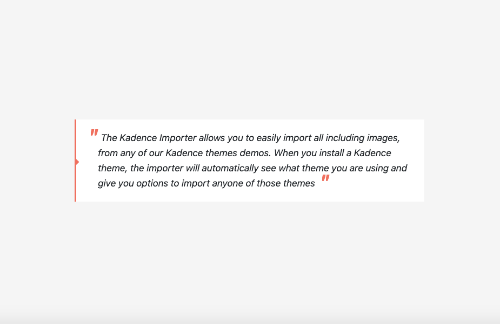 " The Kadence Importer allows you to easily import all including images,
from any of our Kadence themes demos. When you install a Kadence
theme, the importer will automatically see what theme you are using and
give you options to import anyone of those themes "